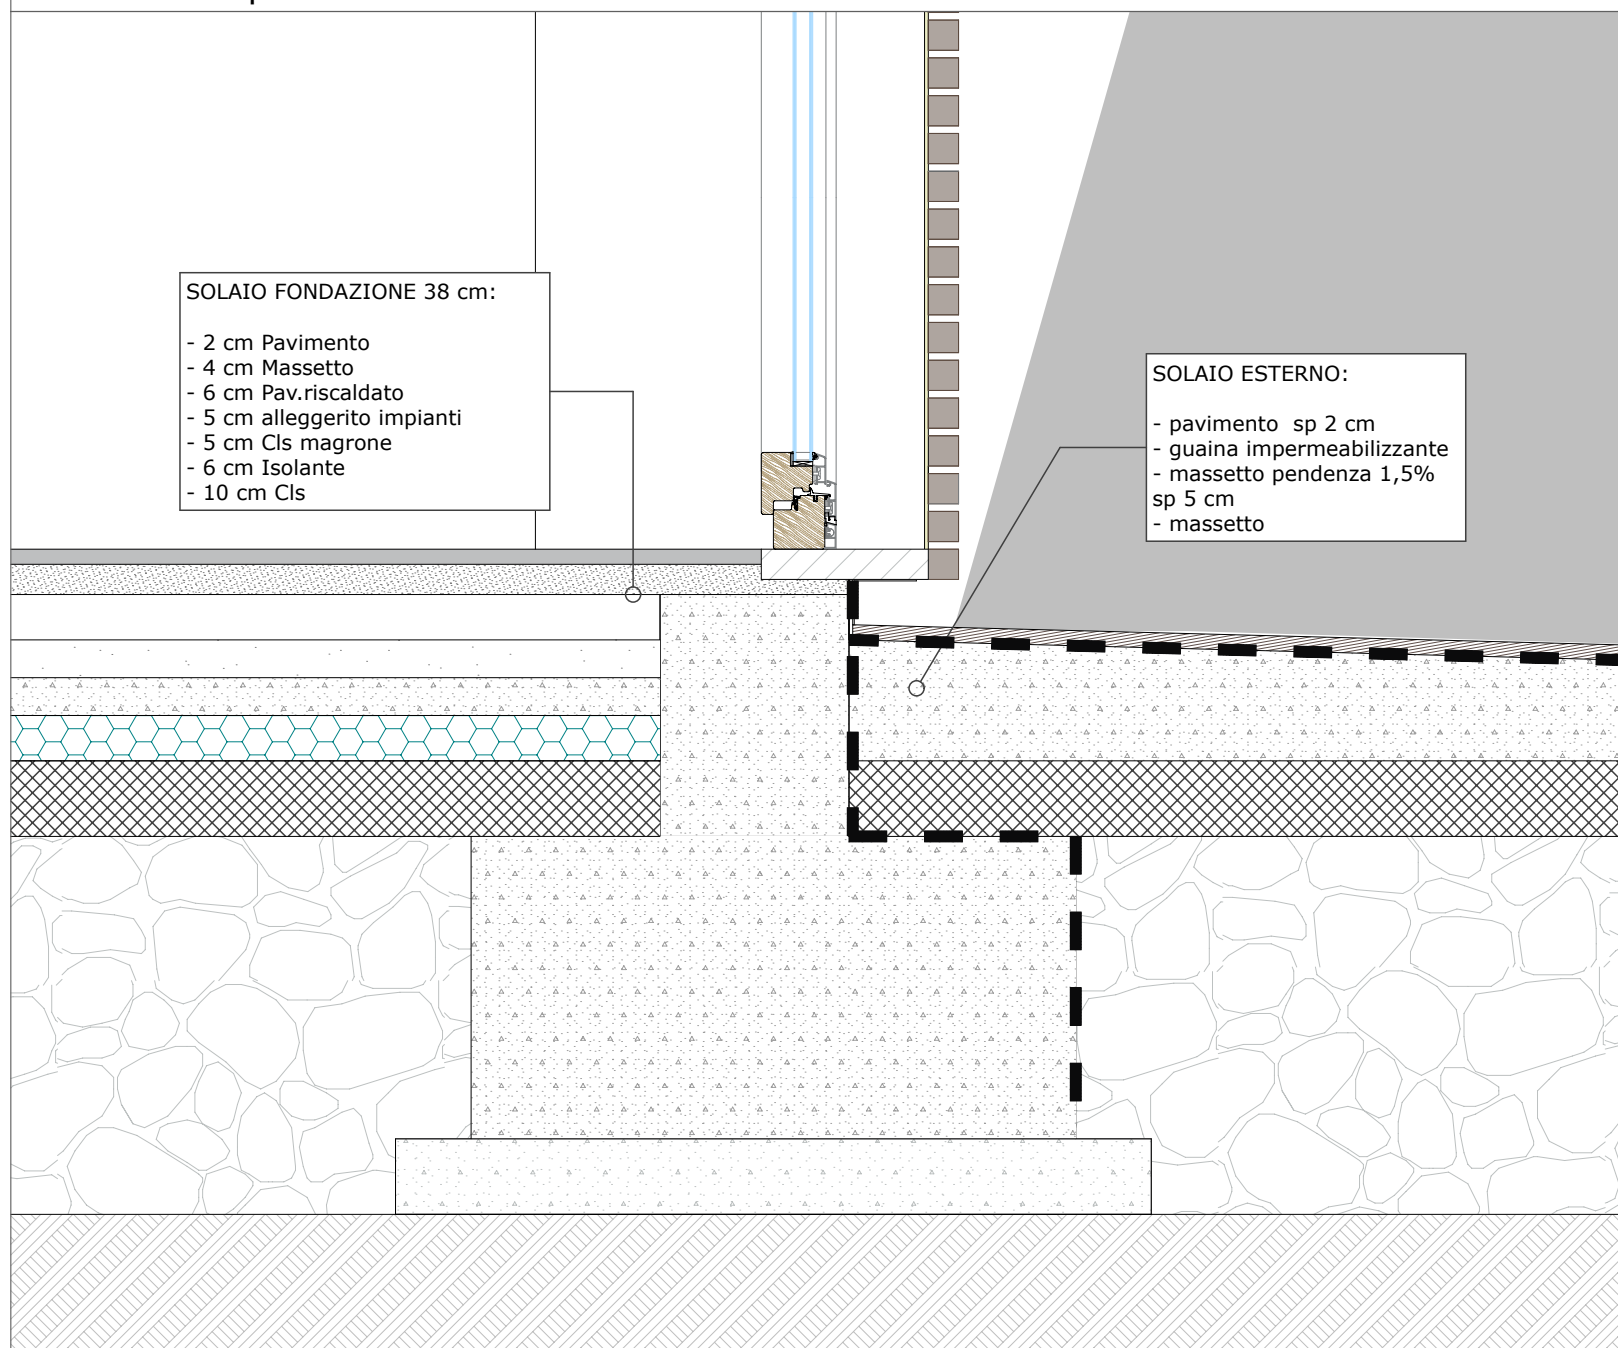 SOLAIO FONDAZIONE 38 cm:
- 2 cm Pavimento
- 4 cm Massetto
- 6 cm Pav.riscaldato
- 5 cm alleggerito impianti
- 5 cm Cls magrone
- 6 cm Isolante
- 10 cm Cls
SOLAIO ESTERNO:
- pavimento  sp 2 cm
- guaina impermeabilizzante
- massetto pendenza 1,5%
sp 5 cm
- massetto